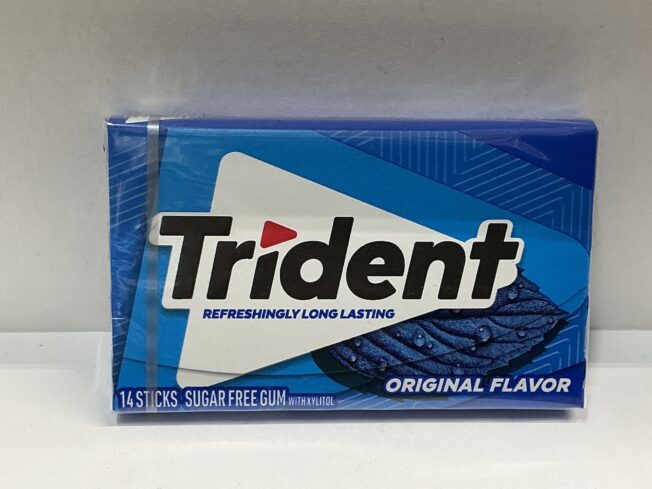 Trident
REFRESHINGLY LONG LASTING
ORIGINAL FLAVOR
14 STICKS SUGAR FREE GUM WITH XYLITOL